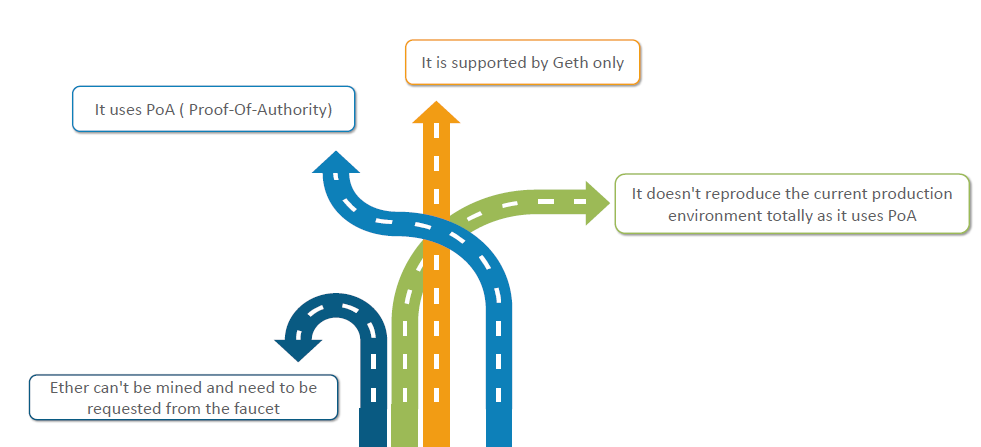 It is supported by Geth only
It uses PoA ( Proof-Of-Authority)
It doesn't reproduce the current production
environment totally as it uses PoA
Ether can't be mined and need to be
requested from the faucet